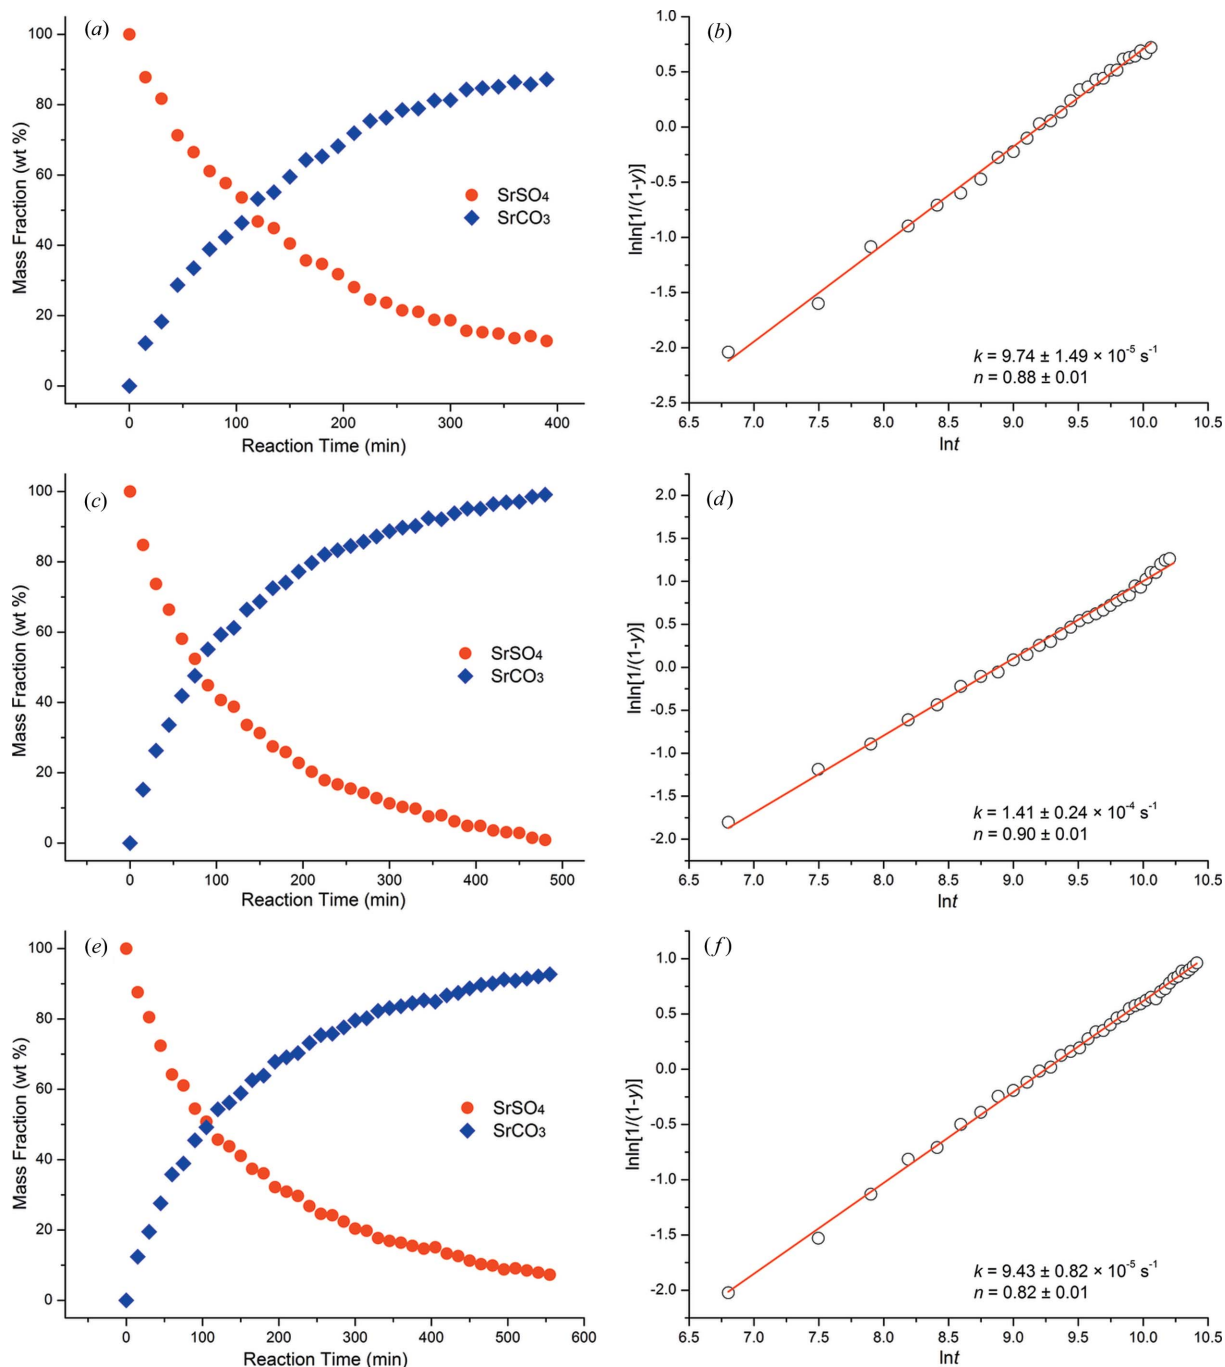 (a)
100
80
60
40
20
0
Mass Fraction (wt %)
SrSO4
SrCO3
0 100 200 300 400
Reaction Time (min)
(b)
1.0
0.5
0.0
-0.5
-1.0
-1.5
-2.0
-2.5
lnln[1/(1-y)]
k = 9.74 ± 1.49 × 10-5 s-1
n = 0.88 ± 0.01
6.5 7.0 7.5 8.0 8.5 9.0 9.5 10.0 10.5
lnt
(c)
100
80
60
40
20
0
Mass Fraction (wt %)
SrSO4
SrCO3
0 100 200 300 400 500
Reaction Time (min)
(d)
2.0
1.5
1.0
0.5
0.0
-0.5
-1.0
-1.5
-2.0
lnln[1/(1-y)]
k = 1.41 ± 0.24 × 10-4 s-1
n = 0.90 ± 0.01
6.5 7.0 7.5 8.0 8.5 9.0 9.5 10.0 10.5
lnt
(e)
100
80
60
40
20
0
Mass Fraction (wt %)
SrSO4
SrCO3
0 100 200 300 400 500 600
Reaction Time (min)
(f)
1.0
0.5
0.0
-0.5
-1.0
-1.5
-2.0
lnln[1/(1-y)]
k = 9.43 ± 0.82 × 10-5 s-1
n = 0.82 ± 0.01
6.5 7.0 7.5 8.0 8.5 9.0 9.5 10.0 10.5
lnt